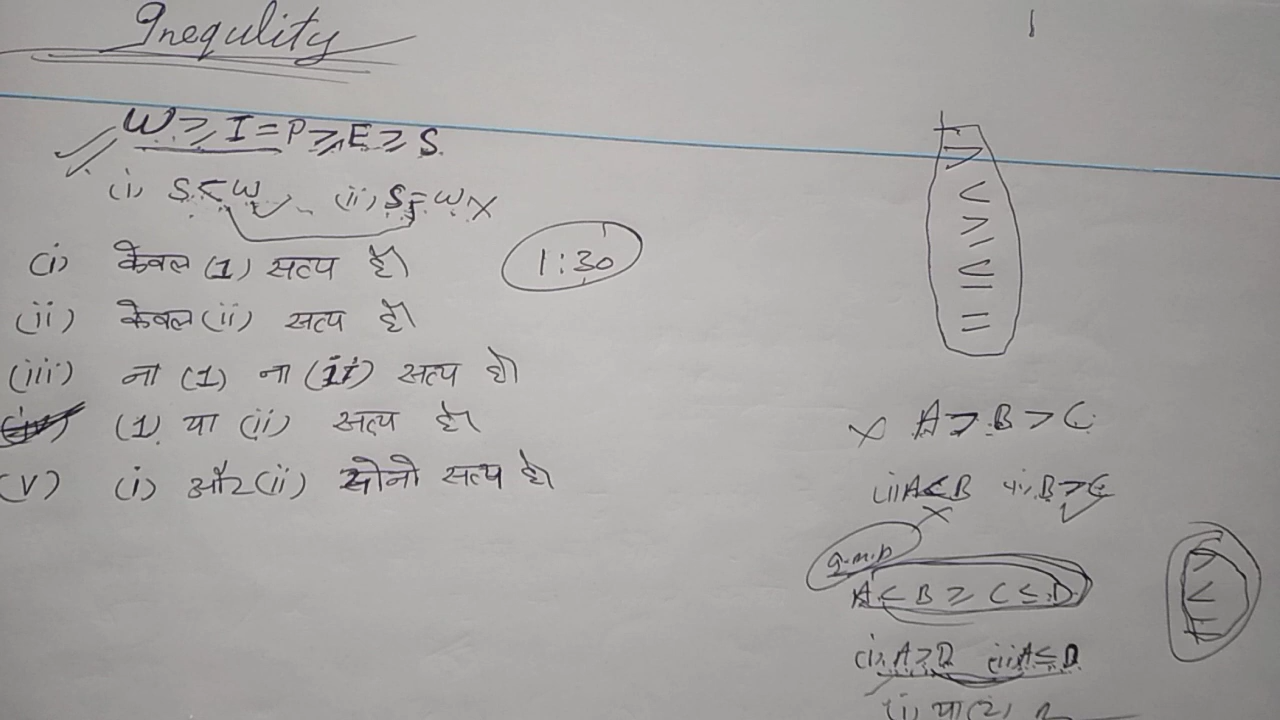 Inequlity
W ≥ I = P ≥ E ≥ S
(i) S < W (ii) S = W ×
(i) केवल (1) सत्य है।
1:30
(ii) केवल (ii) सत्य है।
(iii) ना (1) ना (ii) सत्य है।
(iv) (1) या (ii) सत्य है।
(v) (i) और (ii) दोनो सत्य है।
>
<
≥
≤
=
× A > B > C
(i) A < B (ii) B > C
×
A < B ≥ C ≤ D
>
<
=
(i) A ≥ D (ii) A ≤ D
(i) या (2)